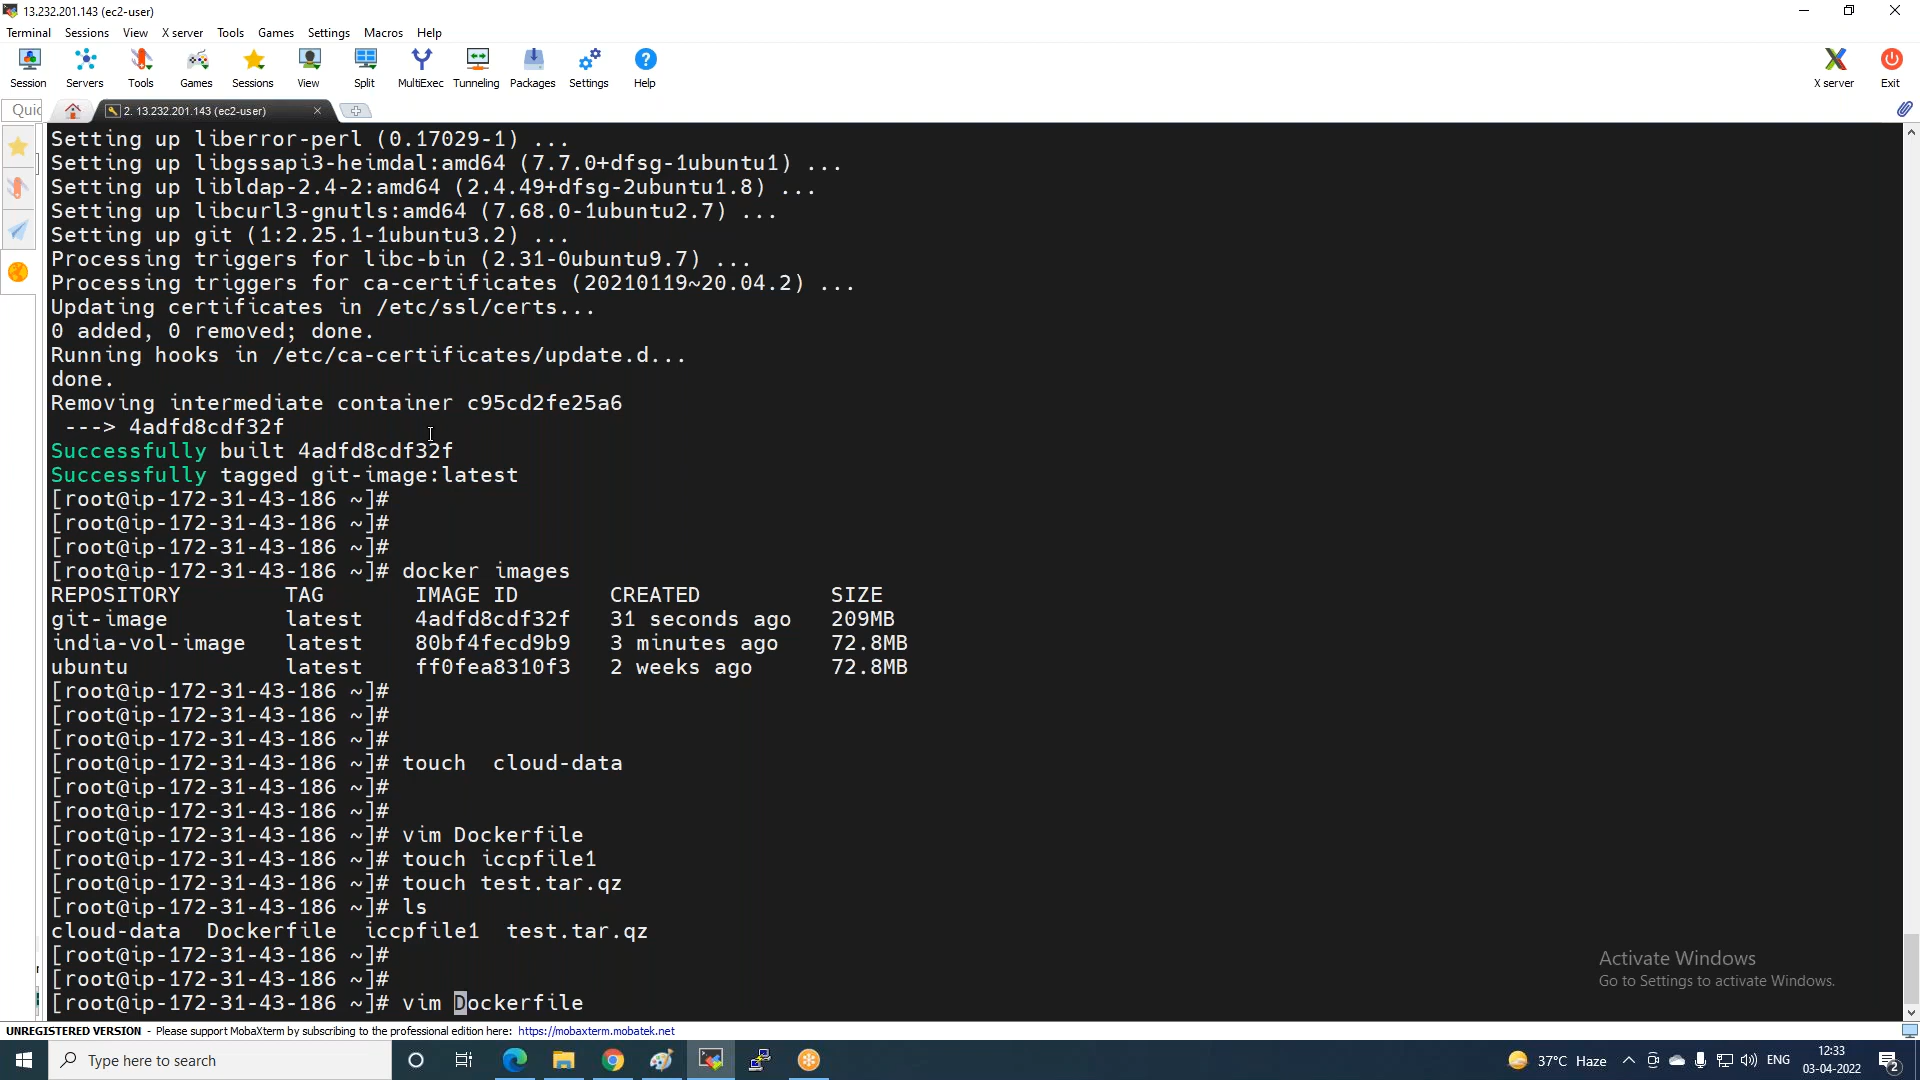 13.232.201.143 (ec2-user)
Terminal Sessions View X server Tools Games Settings Macros Help
Session Servers Tools Games Sessions View Split MultiExec Tunneling Packages Settings Help X server Exit
Quic 2. 13.232.201.143 (ec2-user)
Setting up liberror-perl (0.17029-1) ...
Setting up libgssapi3-heimdal:amd64 (7.7.0+dfsg-1ubuntu1) ...
Setting up libldap-2.4-2:amd64 (2.4.49+dfsg-2ubuntu1.8) ...
Setting up libcurl3-gnutls:amd64 (7.68.0-1ubuntu2.7) ...
Setting up git (1:2.25.1-1ubuntu3.2) ...
Processing triggers for libc-bin (2.31-0ubuntu9.7) ...
Processing triggers for ca-certificates (20210119~20.04.2) ...
Updating certificates in /etc/ssl/certs...
0 added, 0 removed; done.
Running hooks in /etc/ca-certificates/update.d...
done.
Removing intermediate container c95cd2fe25a6
 ---> 4adfd8cdf32f
Successfully built 4adfd8cdf32f
Successfully tagged git-image:latest
[root@ip-172-31-43-186 ~]#
[root@ip-172-31-43-186 ~]#
[root@ip-172-31-43-186 ~]#
[root@ip-172-31-43-186 ~]# docker images
REPOSITORY TAG IMAGE ID CREATED SIZE
git-image latest 4adfd8cdf32f 31 seconds ago 209MB
india-vol-image latest 80bf4fecd9b9 3 minutes ago 72.8MB
ubuntu latest ff0fea8310f3 2 weeks ago 72.8MB
[root@ip-172-31-43-186 ~]#
[root@ip-172-31-43-186 ~]#
[root@ip-172-31-43-186 ~]#
[root@ip-172-31-43-186 ~]# touch  cloud-data
[root@ip-172-31-43-186 ~]#
[root@ip-172-31-43-186 ~]#
[root@ip-172-31-43-186 ~]# vim Dockerfile
[root@ip-172-31-43-186 ~]# touch iccpfile1
[root@ip-172-31-43-186 ~]# touch test.tar.qz
[root@ip-172-31-43-186 ~]# ls
cloud-data  Dockerfile  iccpfile1  test.tar.qz
[root@ip-172-31-43-186 ~]#
[root@ip-172-31-43-186 ~]#
[root@ip-172-31-43-186 ~]# vim Dockerfile
Activate Windows
Go to Settings to activate Windows.
UNREGISTERED VERSION - Please support MobaXterm by subscribing to the professional edition here: https://mobaxterm.mobatek.net
Type here to search 37°C Haze ENG 12:33
03-04-2022 2